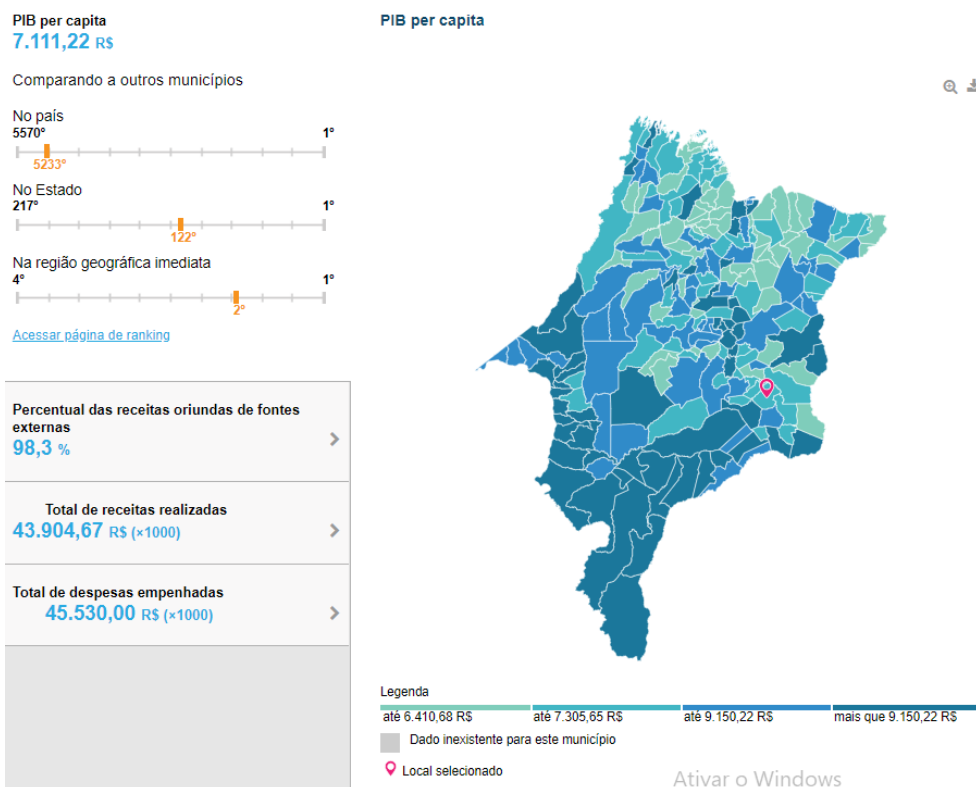 PIB per capita
7.111,22 R$
Comparando a outros municípios
No país
5570°
1°
5233°
No Estado
217°
1°
122°
Na região geográfica imediata
4°
1°
2°
Acessar página de ranking
Percentual das receitas oriundas de fontes
externas
98,3 %
Total de receitas realizadas
43.904,67 R$ (×1000)
Total de despesas empenhadas
45.530,00 R$ (×1000)
PIB per capita
Legenda
até 6.410,68 R$
até 7.305,65 R$
até 9.150,22 R$
mais que 9.150,22 R$
Dado inexistente para este município
Local selecionado
Ativar o Windows